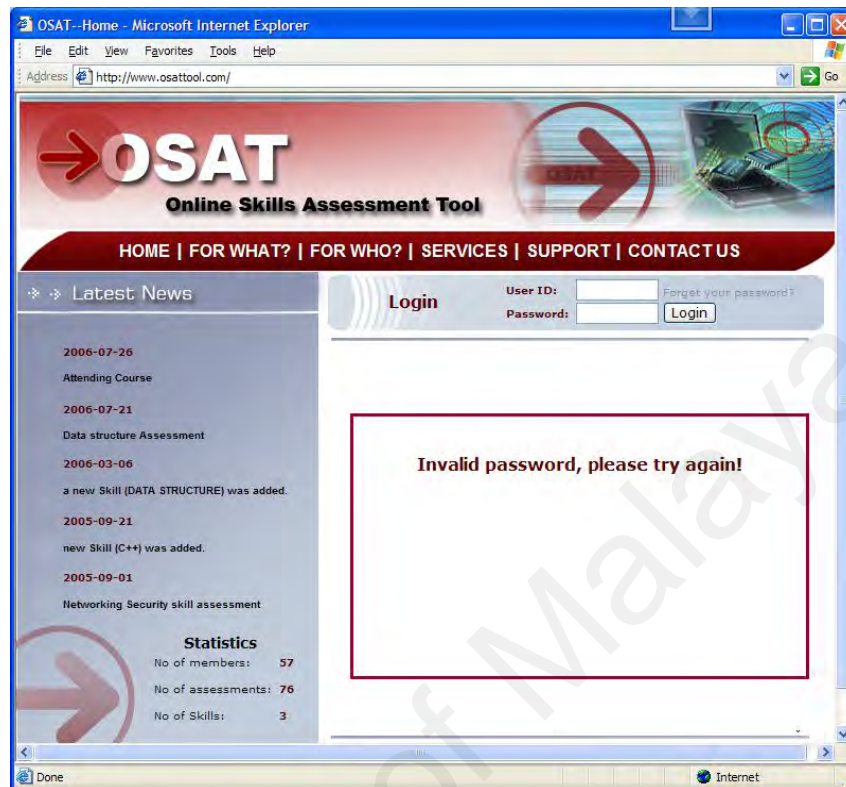 OSAT--Home - Microsoft Internet Explorer
File Edit View Favorites Tools Help
Address http://www.osattool.com/ Go
OSAT
OSAT
Online Skills Assessment Tool
HOME | FOR WHAT? | FOR WHO? | SERVICES | SUPPORT | CONTACT US
Latest News
Login
User ID:
Forget your password?
Password:
Login
2006-07-26
Attending Course
2006-07-21
Data structure Assessment
2006-03-06
a new Skill (DATA STRUCTURE) was added.
2005-09-21
new Skill (C++) was added.
2005-09-01
Networking Security skill assessment
Invalid password, please try again!
Statistics
No of members: 57
No of assessments: 76
No of Skills: 3
Done
Internet
of Malaya